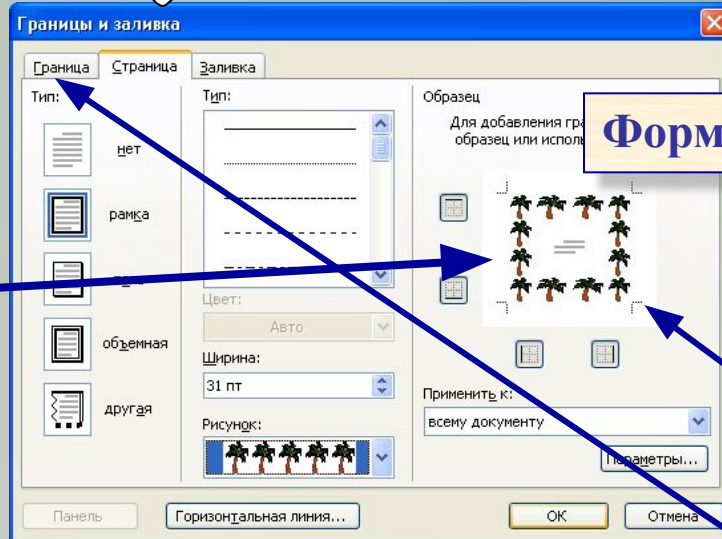 Границы и заливка
Граница Страница Заливка
Тип:
нет
рамка
объемная
другая
Тип:
Цвет:
Авто
Ширина:
31 пт
Рисунок:
Образец
Для добавления гра
образец или исполь
Форм
Применить к:
всему документу
Параметры...
Панель
Горизонтальная линия...
ОК
Отмена